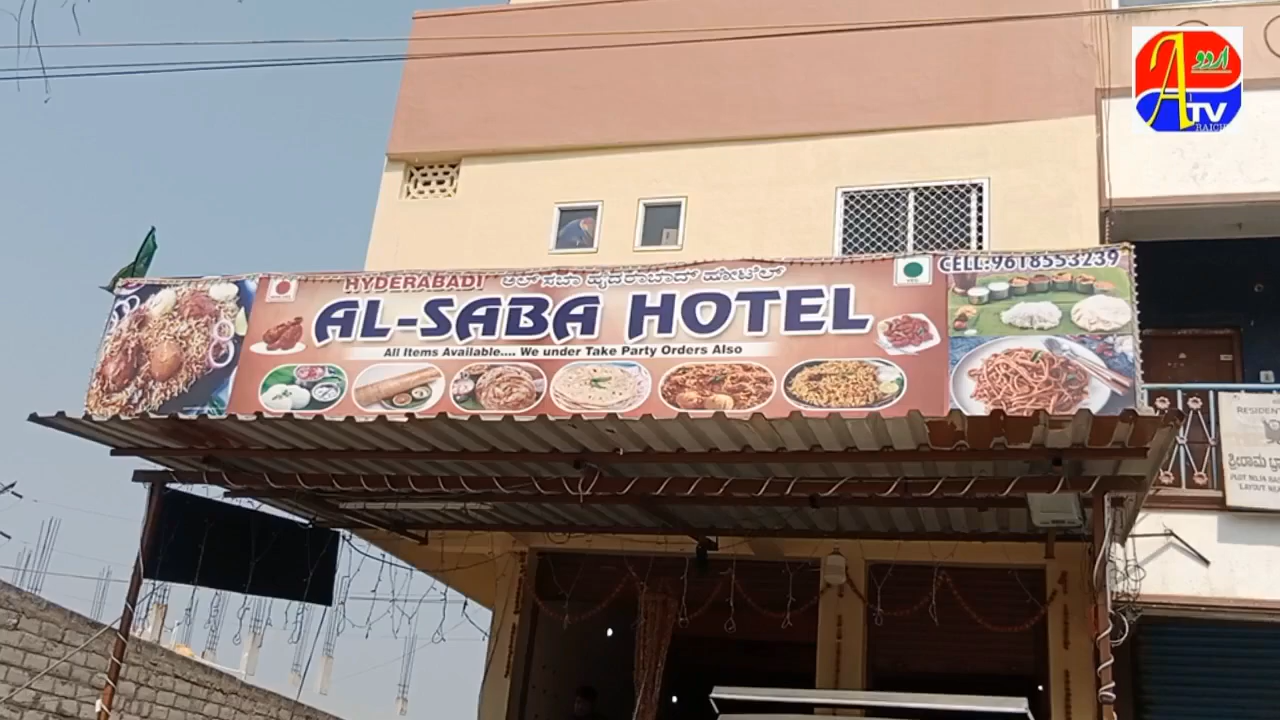 اردو
A
TV
HYDERABADI ಅಲ್ ಸಬಾ ಹೈದರಾಬಾದ್ ಹೋಟೆಲ್
CELL:9618553239
AL-SABA HOTEL
All Items Available.... We under Take Party Orders Also
ಶ್ರೀರಾಮ